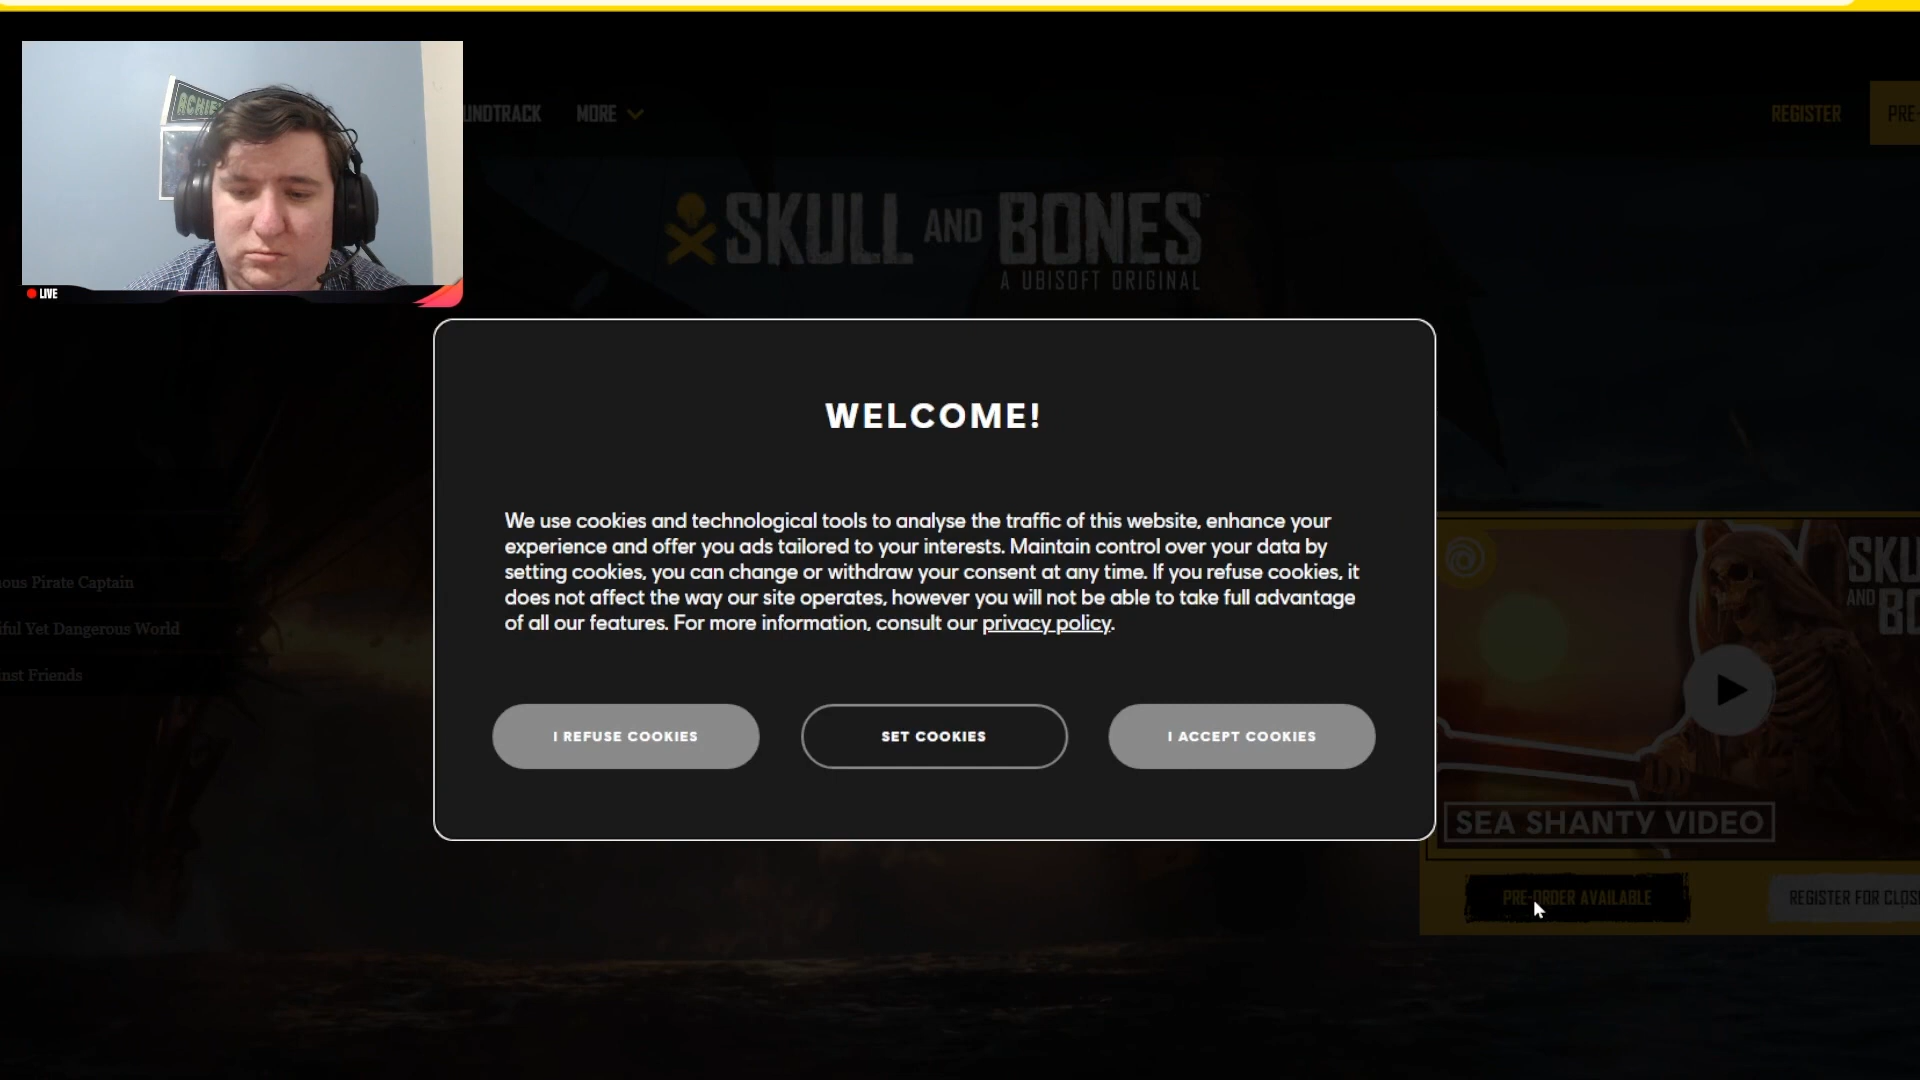 ACHIE
LIVE
UNDTRACK
MORE
REGISTER
PRE-
SKULL AND BONES
A UBISOFT ORIGINAL
WELCOME!
We use cookies and technological tools to analyse the traffic of this website, enhance your
experience and offer you ads tailored to your interests. Maintain control over your data by
setting cookies, you can change or withdraw your consent at any time. If you refuse cookies, it
does not affect the way our site operates, however you will not be able to take full advantage
of all our features. For more information, consult our privacy policy.
I REFUSE COOKIES
SET COOKIES
I ACCEPT COOKIES
ous Pirate Captain
iful Yet Dangerous World
inst Friends
SKU
AND BO
SEA SHANTY VIDEO
PRE-ORDER AVAILABLE
REGISTER FOR CLOS